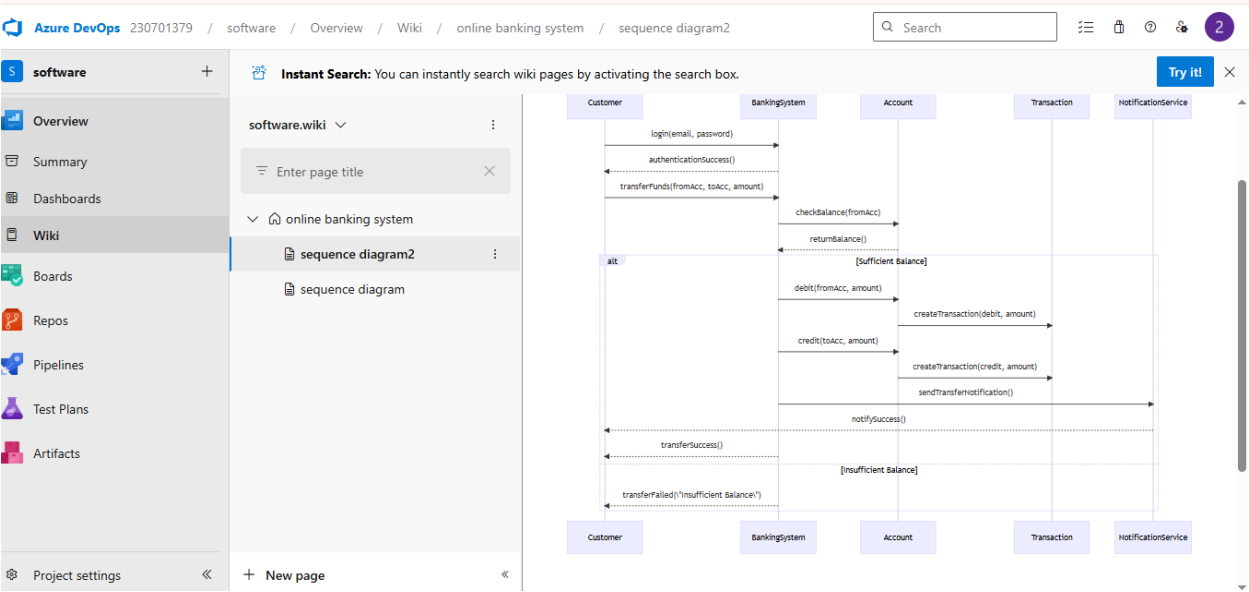 Azure DevOps 230701379 / software / Overview / Wiki / online banking system / sequence diagram2
Search
2
S software
Instant Search: You can instantly search wiki pages by activating the search box.
Try it!
Overview
Summary
Dashboards
Wiki
Boards
Repos
Pipelines
Test Plans
Artifacts
Project settings
software.wiki
Enter page title
online banking system
sequence diagram2
sequence diagram
New page
Customer BankingSystem Account Transaction NotificationService
login(email, password)
authenticationSuccess()
transferFunds(fromAcc, toAcc, amount)
checkBalance(fromAcc)
returnBalance()
alt [Sufficient Balance]
debit(fromAcc, amount)
createTransaction(debit, amount)
credit(toAcc, amount)
createTransaction(credit, amount)
sendTransferNotification()
notifySuccess()
transferSuccess()
[Insufficient Balance]
transferFailed(\"Insufficient Balance\")
Customer BankingSystem Account Transaction NotificationService